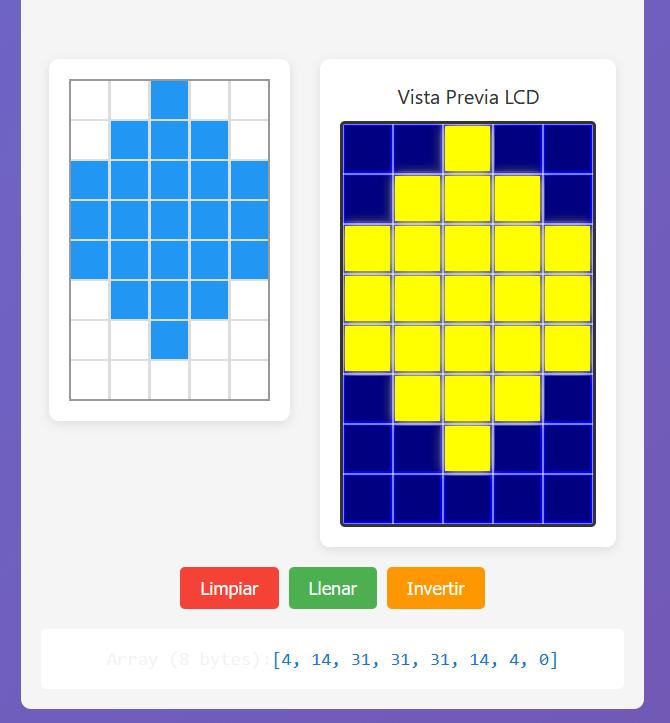 Vista Previa LCD
Limpiar Llenar Invertir
Array (8 bytes):[4, 14, 31, 31, 31, 14, 4, 0]